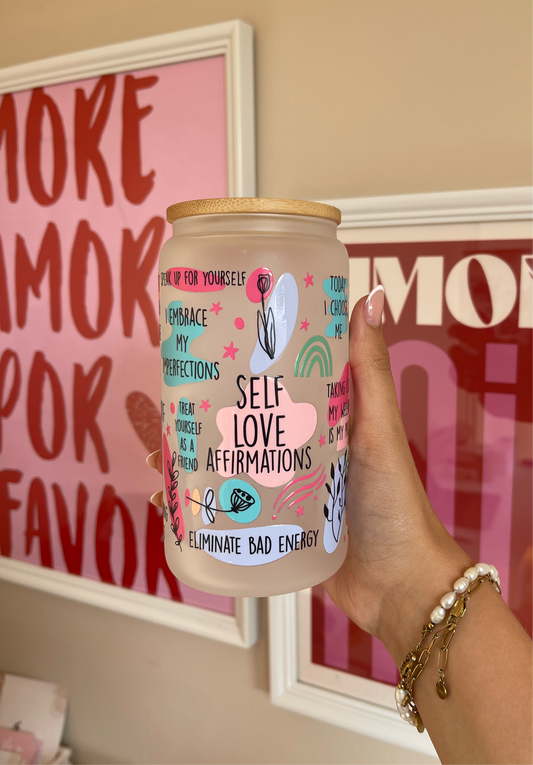 MORE
AMOR
POR
FAVOR
SPEAK UP FOR YOURSELF
I EMBRACE
MY
IMPERFECTIONS
TODAY
I CHOOSE
ME
SELF
LOVE
AFFIRMATIONS
TREAT
YOURSELF
AS A
FRIEND
TAKING
MY
IS MY
ELIMINATE BAD ENERGY